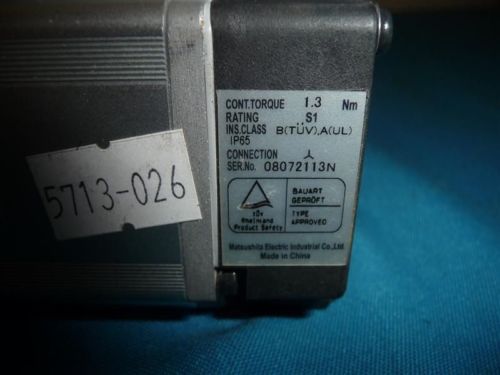 CONT.TORQUE 1.3 Nm
RATING S1
INS.CLASS B(TÜV),A(UL)
IP65
CONNECTION
SER.No. 08072113N
TÜV
Rheinland
Product Safety
BAUART
GEPRÜFT
TYPE
APPROVED
Matsushita Electric Industrial Co.,Ltd.
Made in China
5713-026